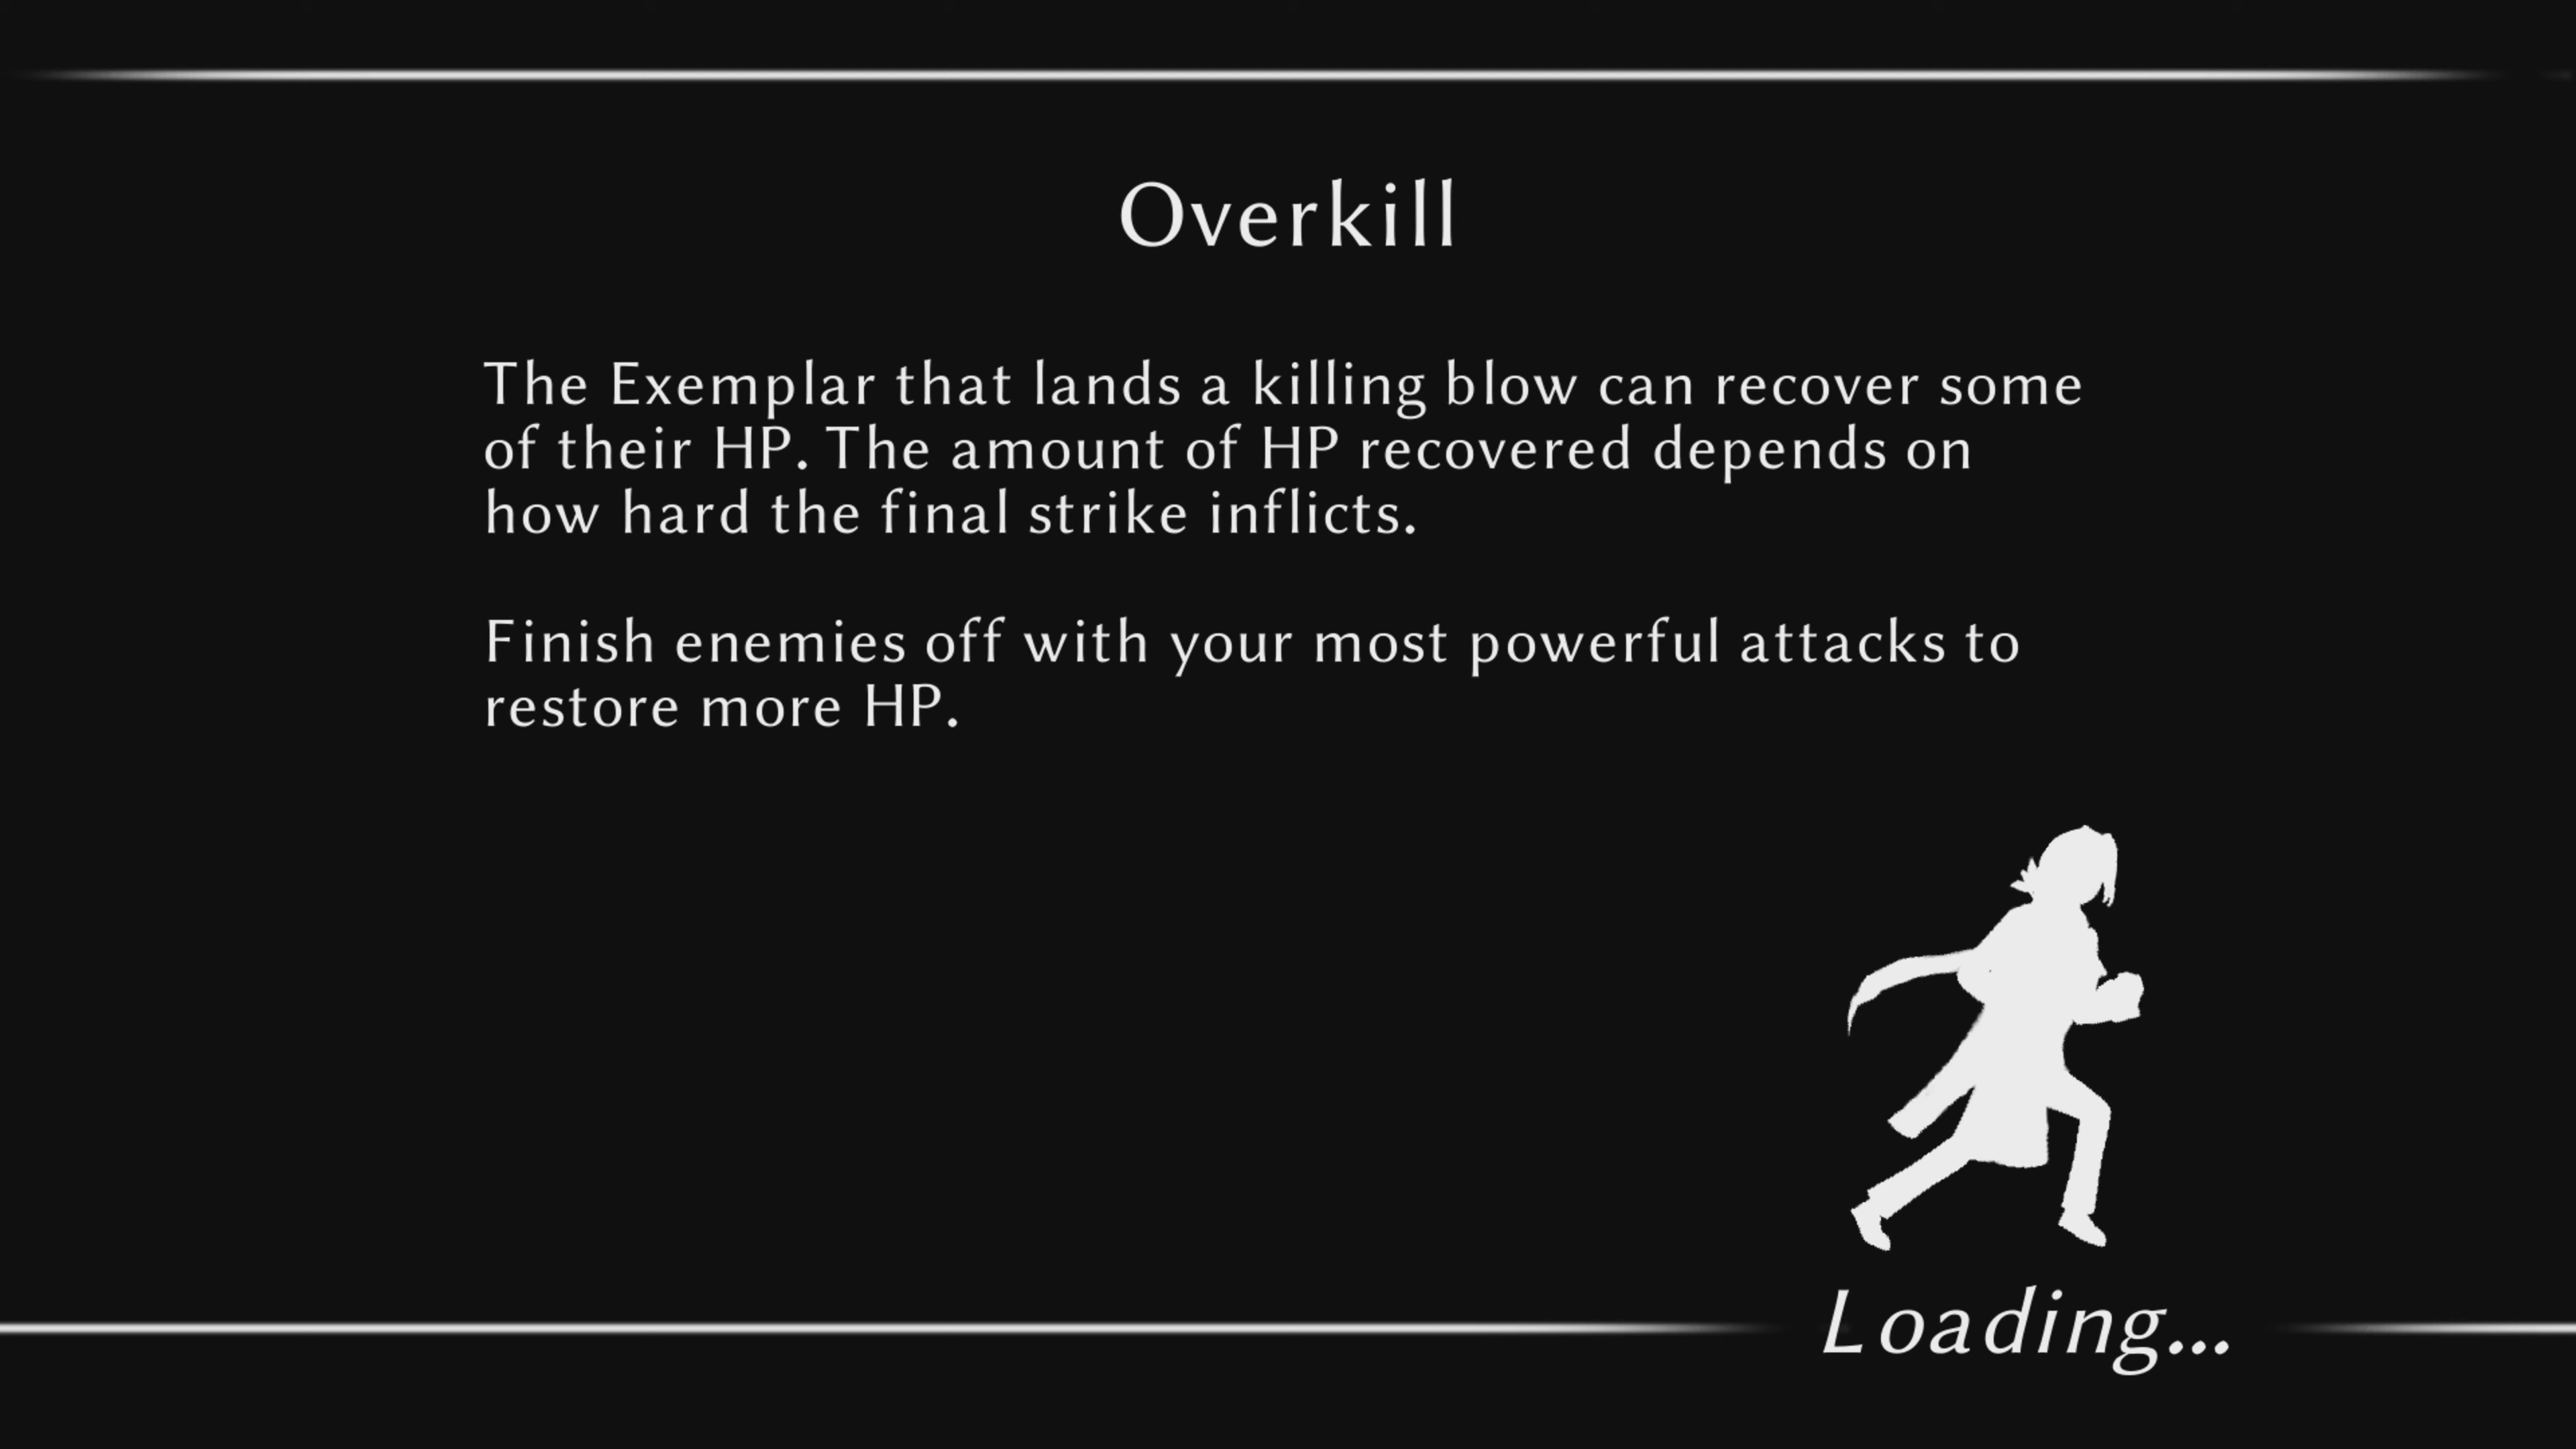 Overkill
The Exemplar that lands a killing blow can recover some
of their HP. The amount of HP recovered depends on
how hard the final strike inflicts.
Finish enemies off with your most powerful attacks to
restore more HP.
Loading...